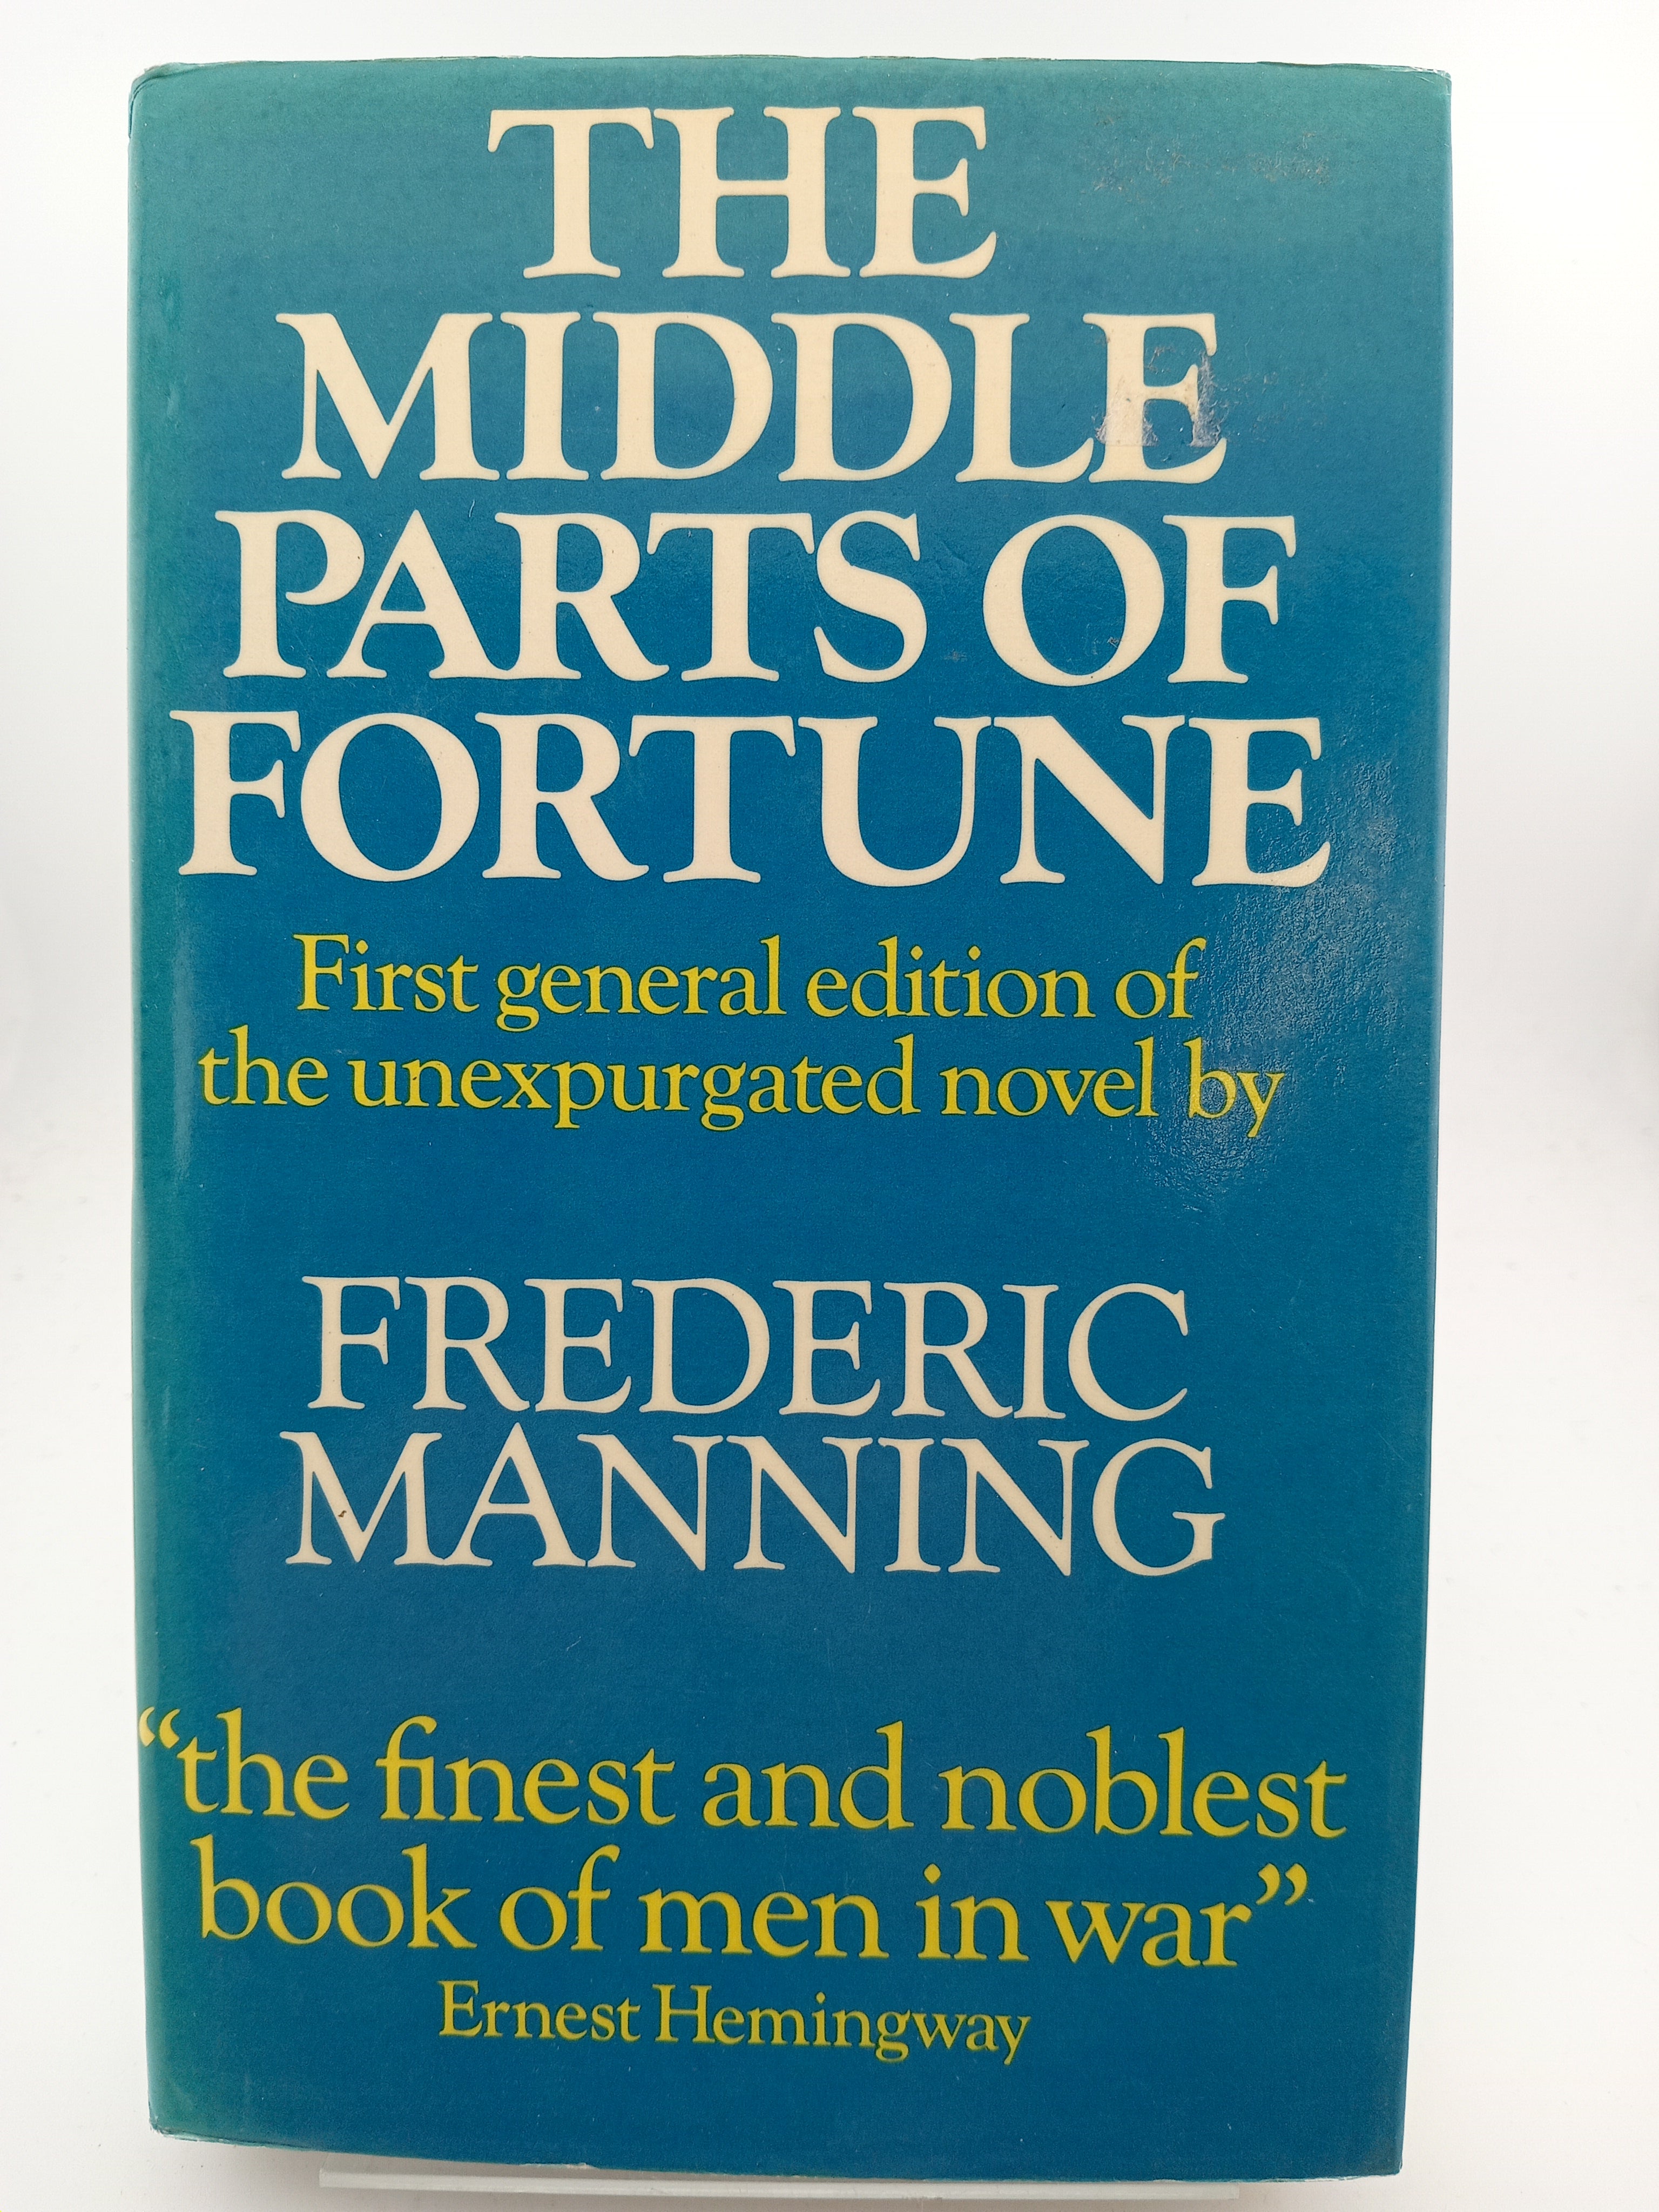 THE
MIDDLE
PARTS OF
FORTUNE
First general edition of
the unexpurgated novel by
FREDERIC
MANNING
“the finest and noblest
book of men in war”
Ernest Hemingway